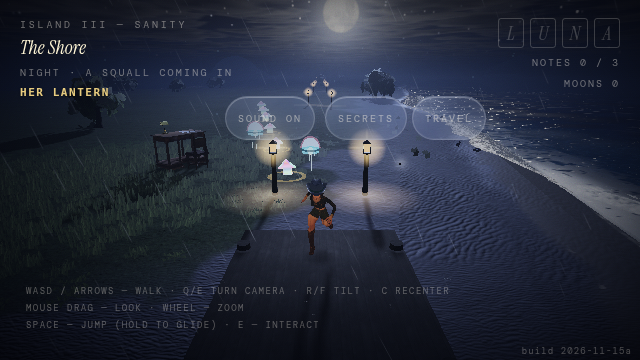 ISLAND III — SANITY
The Shore
NIGHT · A SQUALL COMING IN
HER LANTERN
LUNA
NOTES 0 / 3
MOONS 0
SOUND ON
SECRETS
TRAVEL
WASD / ARROWS — WALK · Q/E TURN CAMERA · R/F TILT · C RECENTER
MOUSE DRAG — LOOK · WHEEL — ZOOM
SPACE — JUMP (HOLD TO GLIDE) · E — INTERACT
build 2026-11-15a